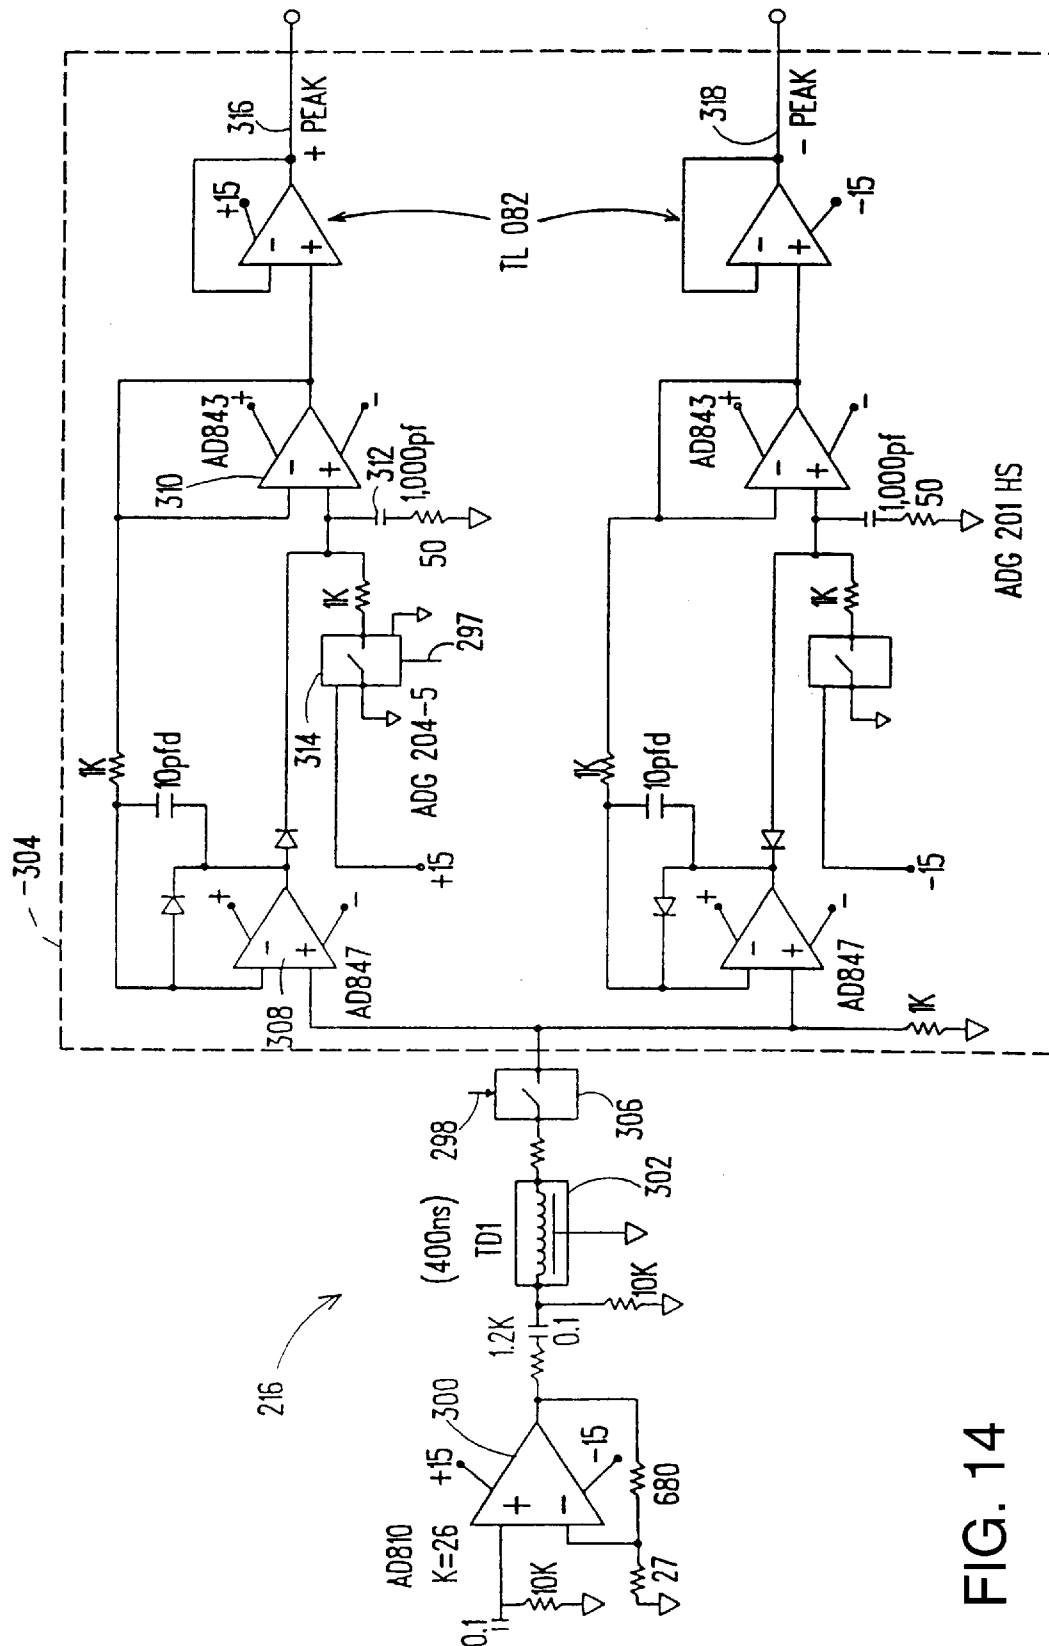 216
0.1
10K
AD810
K=26
+15
300
-15
680
27
1.2K
0.1
10K
(400ns)
TD1
302
298
306
304
308
-
+
+
-
AD847
1K
10pfd
+15
314
ADG 204-5
297
1K
310
AD843
+
-
-
+
312
1,000pf
50
+15
-
+
316
+ PEAK
TL 082
-
+
+
-
AD847
1K
1K
10pfd
-15
1K
AD843
+
-
-
+
1,000pf
50
ADG 201 HS
-
+
-15
318
- PEAK
+
-
FIG. 14